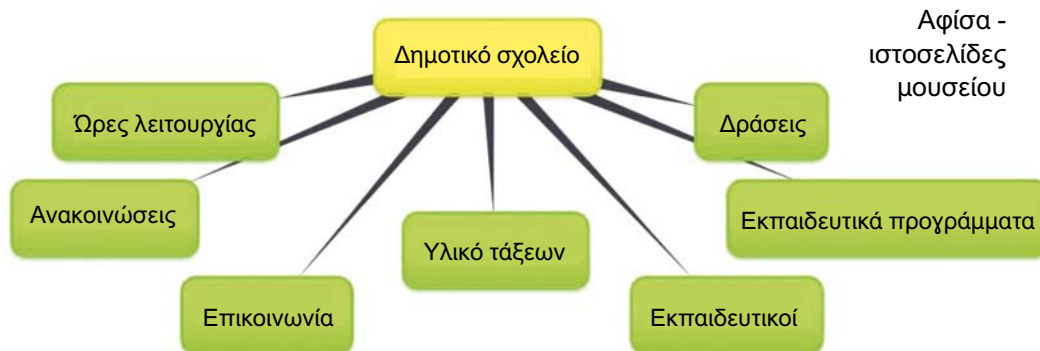 Αφίσα -
ιστοσελίδες
μουσείου
Δημοτικό σχολείο
Ώρες λειτουργίας
Δράσεις
Ανακοινώσεις
Εκπαιδευτικά προγράμματα
Υλικό τάξεων
Επικοινωνία
Εκπαιδευτικοί